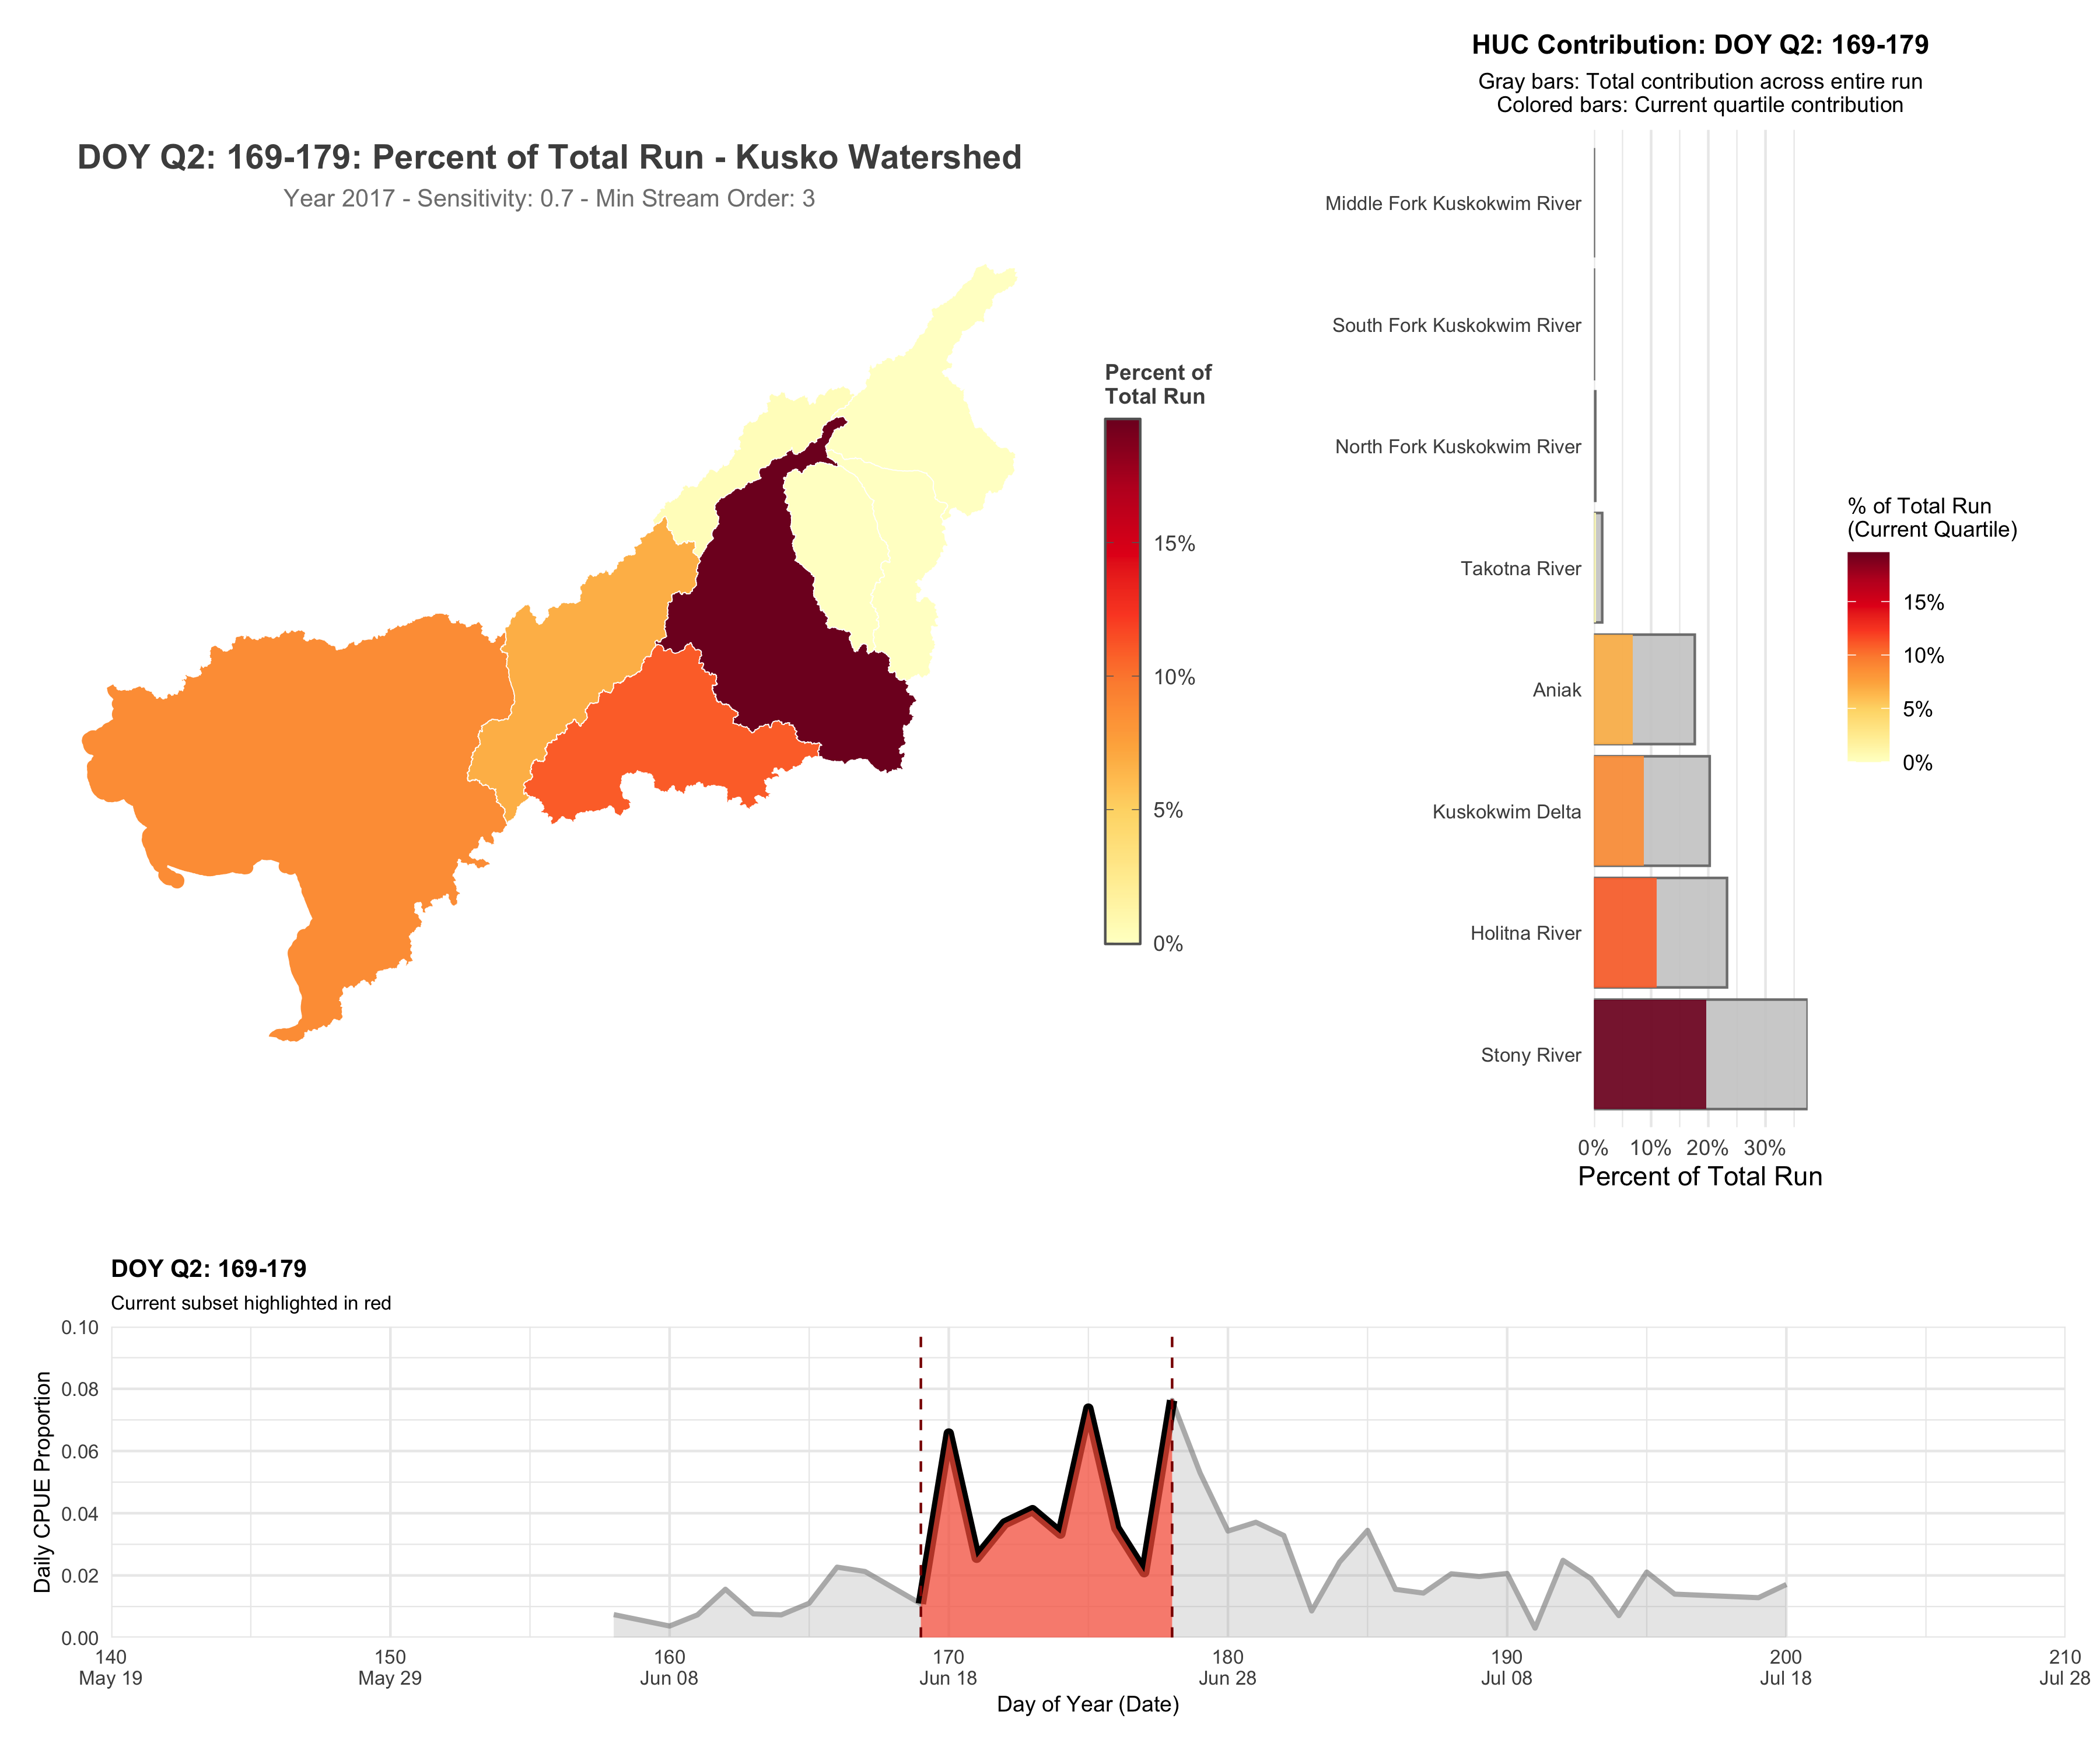 HUC Contribution: DOY Q2: 169-179
Gray bars: Total contribution across entire run
Colored bars: Current quartile contribution
DOY Q2: 169-179: Percent of Total Run - Kusko Watershed
Year 2017 - Sensitivity: 0.7 - Min Stream Order: 3
Percent of
Total Run
15%
10%
5%
0%
Middle Fork Kuskokwim River
South Fork Kuskokwim River
North Fork Kuskokwim River
Takotna River
Aniak
Kuskokwim Delta
Holitna River
Stony River
0% 10% 20% 30%
Percent of Total Run
% of Total Run
(Current Quartile)
15%
10%
5%
0%
DOY Q2: 169-179
Current subset highlighted in red
Daily CPUE Proportion
0.10
0.08
0.06
0.04
0.02
0.00
140 150 160 170 180 190 200 210
May 19 May 29 Jun 08 Jun 18 Jun 28 Jul 08 Jul 18 Jul 28
Day of Year (Date)